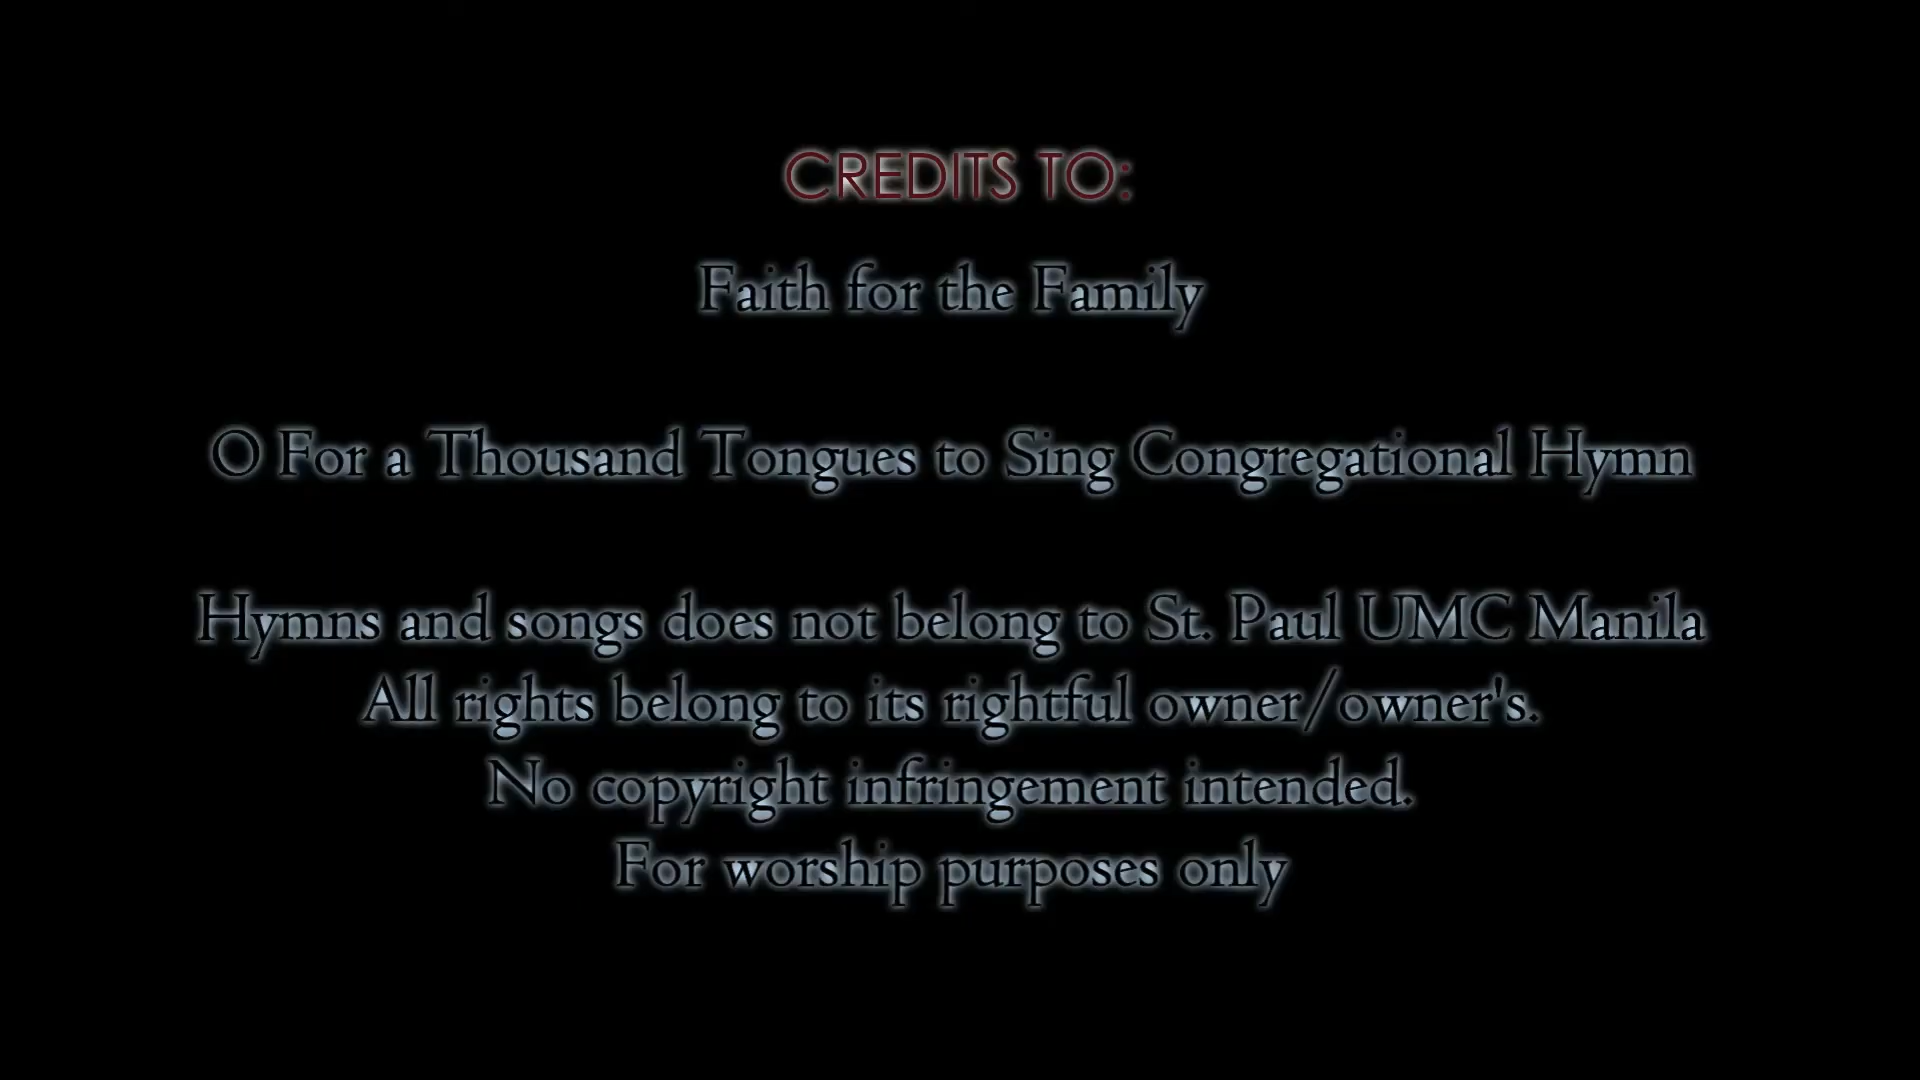 CREDITS TO:
Faith for the Family
O For a Thousand Tongues to Sing Congregational Hymn
Hymns and songs does not belong to St. Paul UMC Manila
All rights belong to its rightful owner/owner's.
No copyright infringement intended.
For worship purposes only